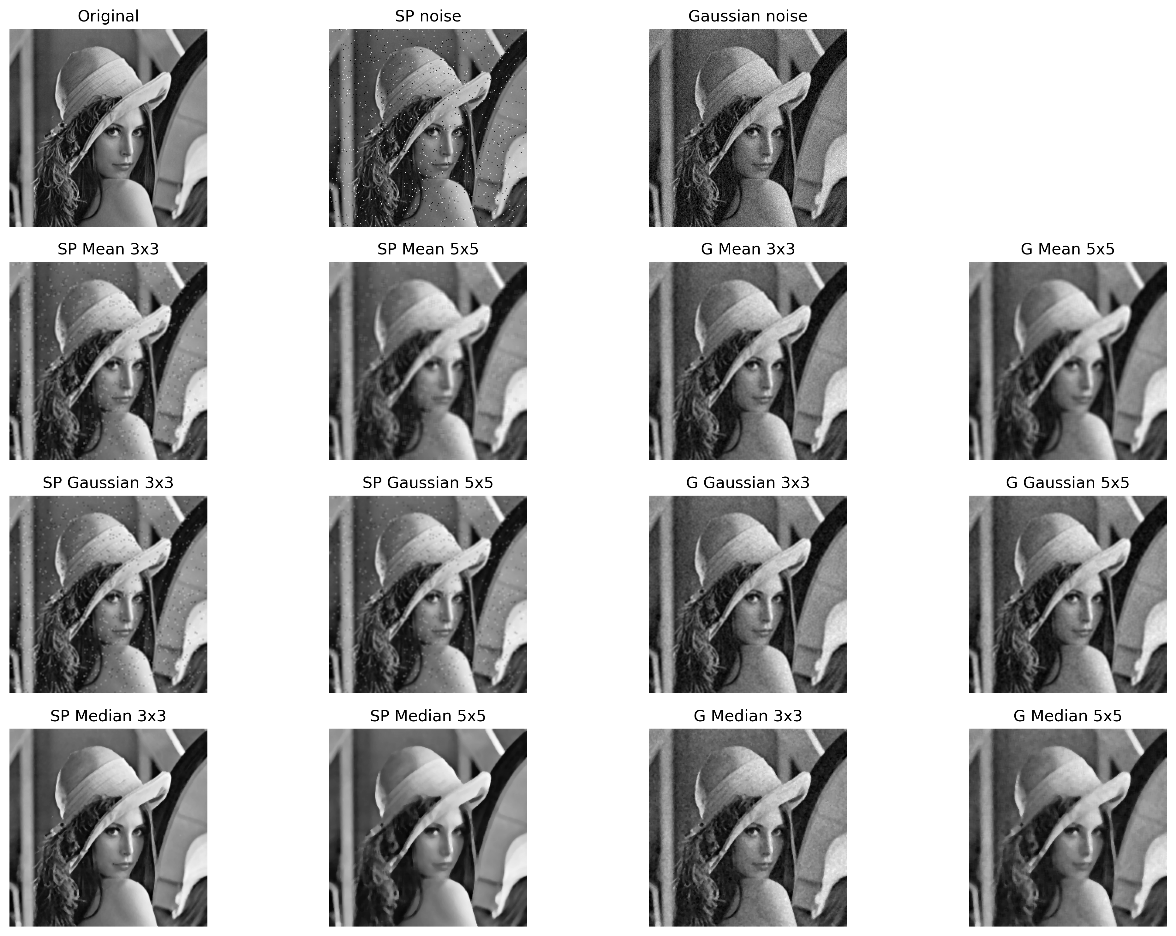 Original
SP noise
Gaussian noise
SP Mean 3x3
SP Mean 5x5
G Mean 3x3
G Mean 5x5
SP Gaussian 3x3
SP Gaussian 5x5
G Gaussian 3x3
G Gaussian 5x5
SP Median 3x3
SP Median 5x5
G Median 3x3
G Median 5x5